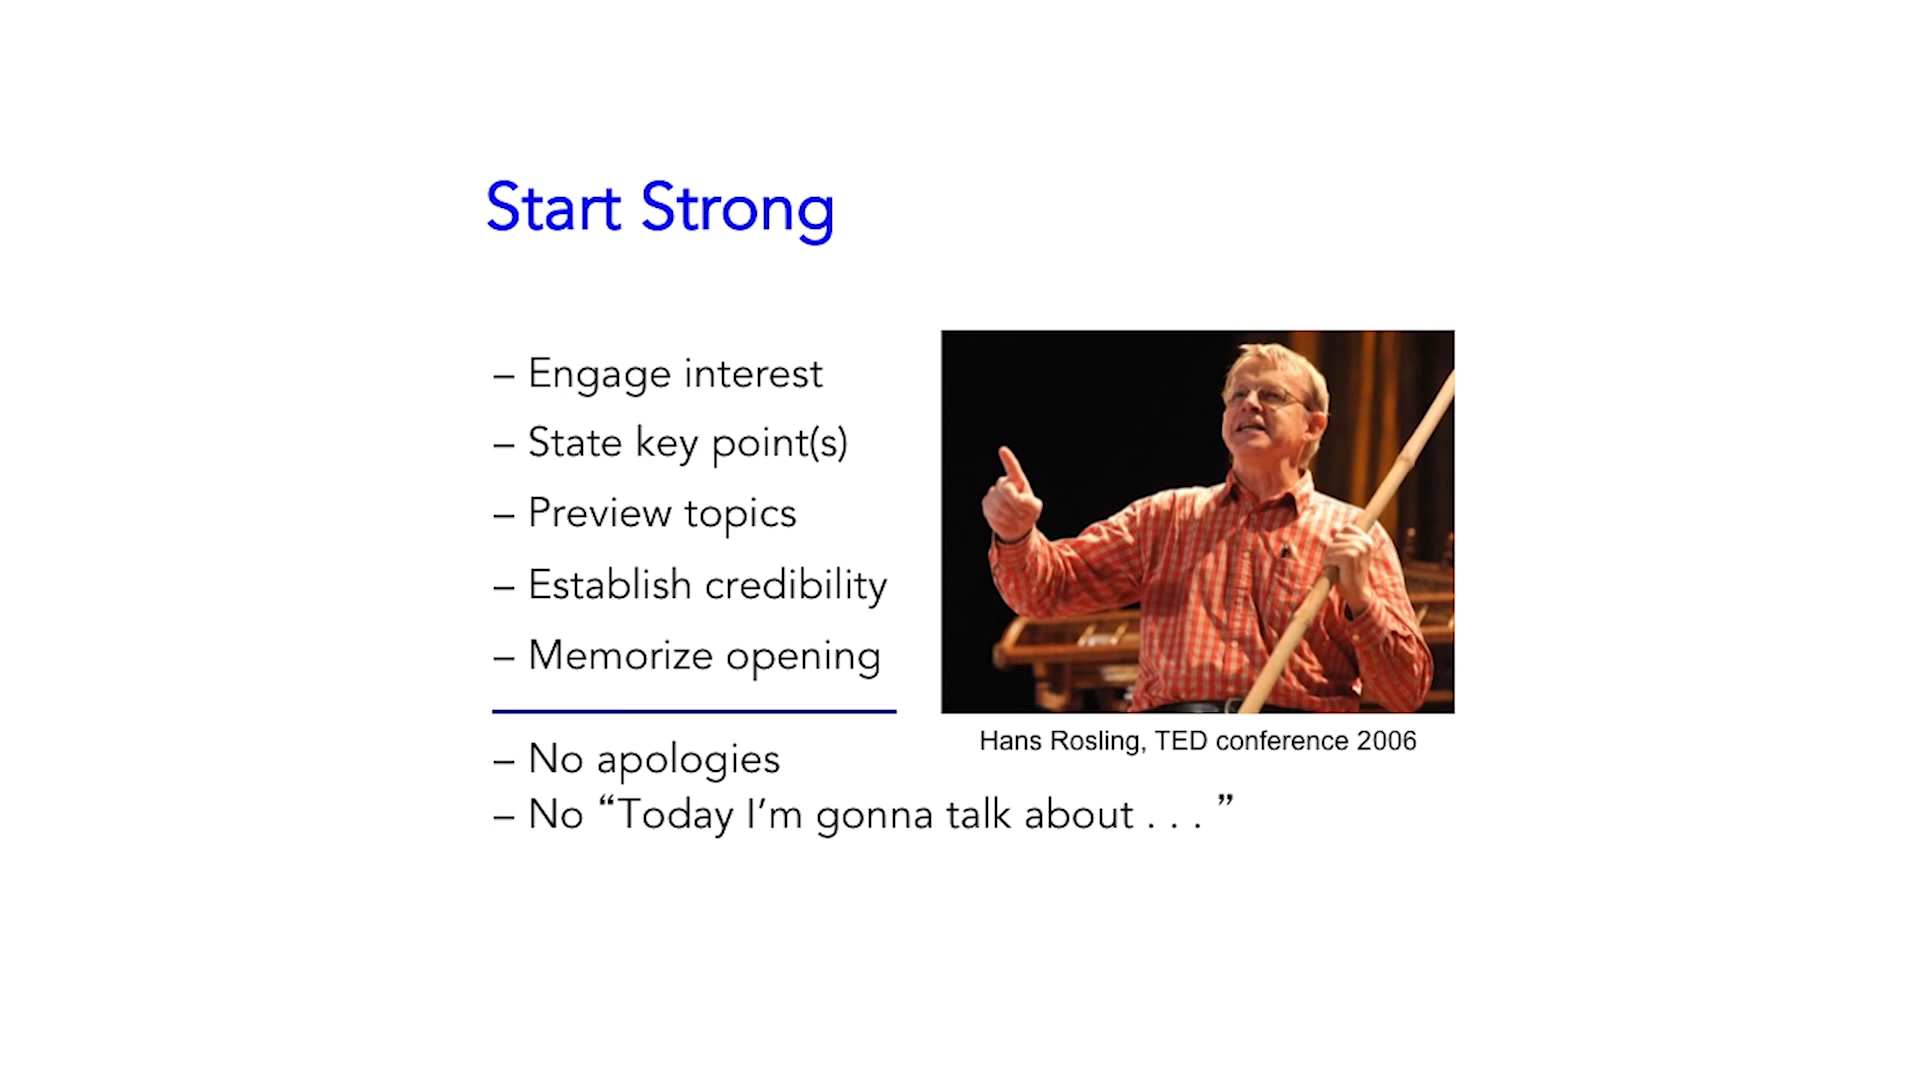 Start Strong
– Engage interest
– State key point(s)
– Preview topics
– Establish credibility
– Memorize opening
Hans Rosling, TED conference 2006
– No apologies
– No “Today I’m gonna talk about . . . ”